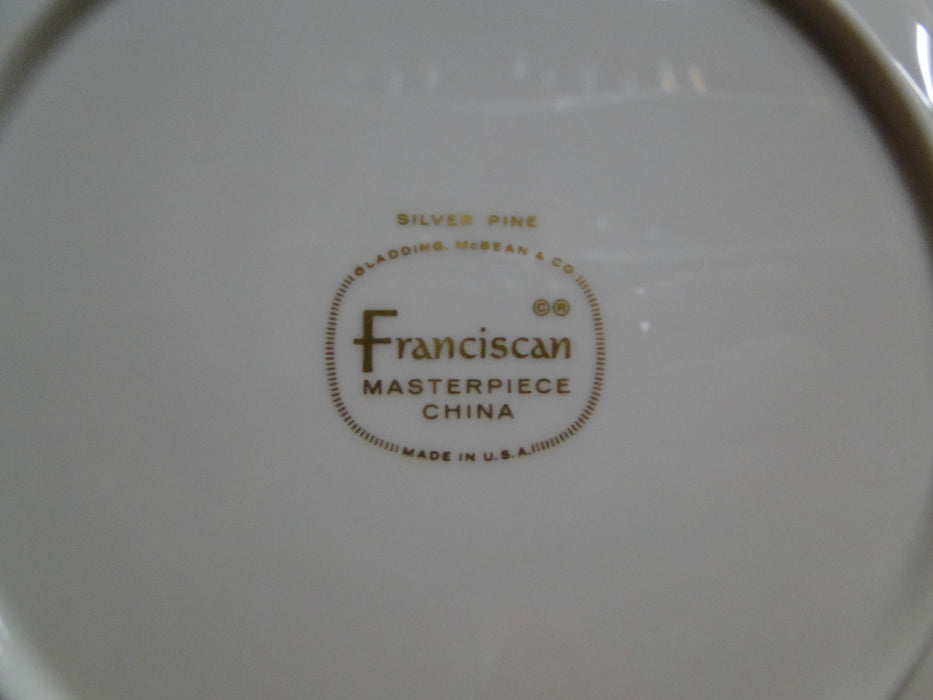 SILVER PINE
GLADDING, McBEAN & CO.
©®
Franciscan
MASTERPIECE
CHINA
MADE IN U.S.A.